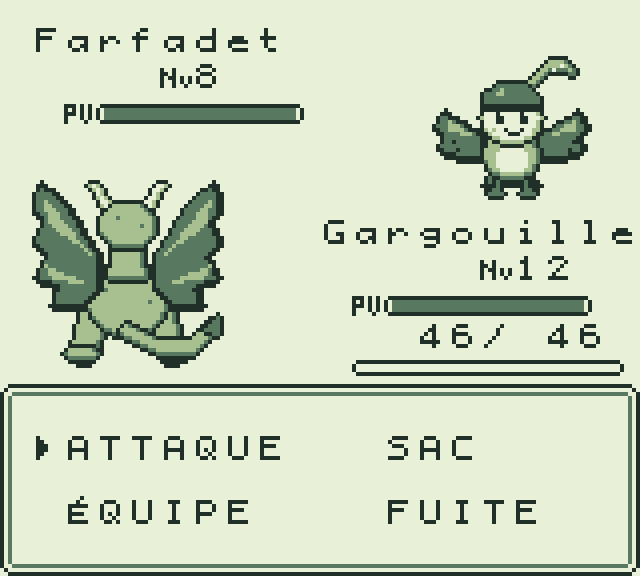 Farfadet
Nv8
PV
Gargouille
Nv12
PV
46/ 46
ATTAQUE SAC
ÉQUIPE FUITE